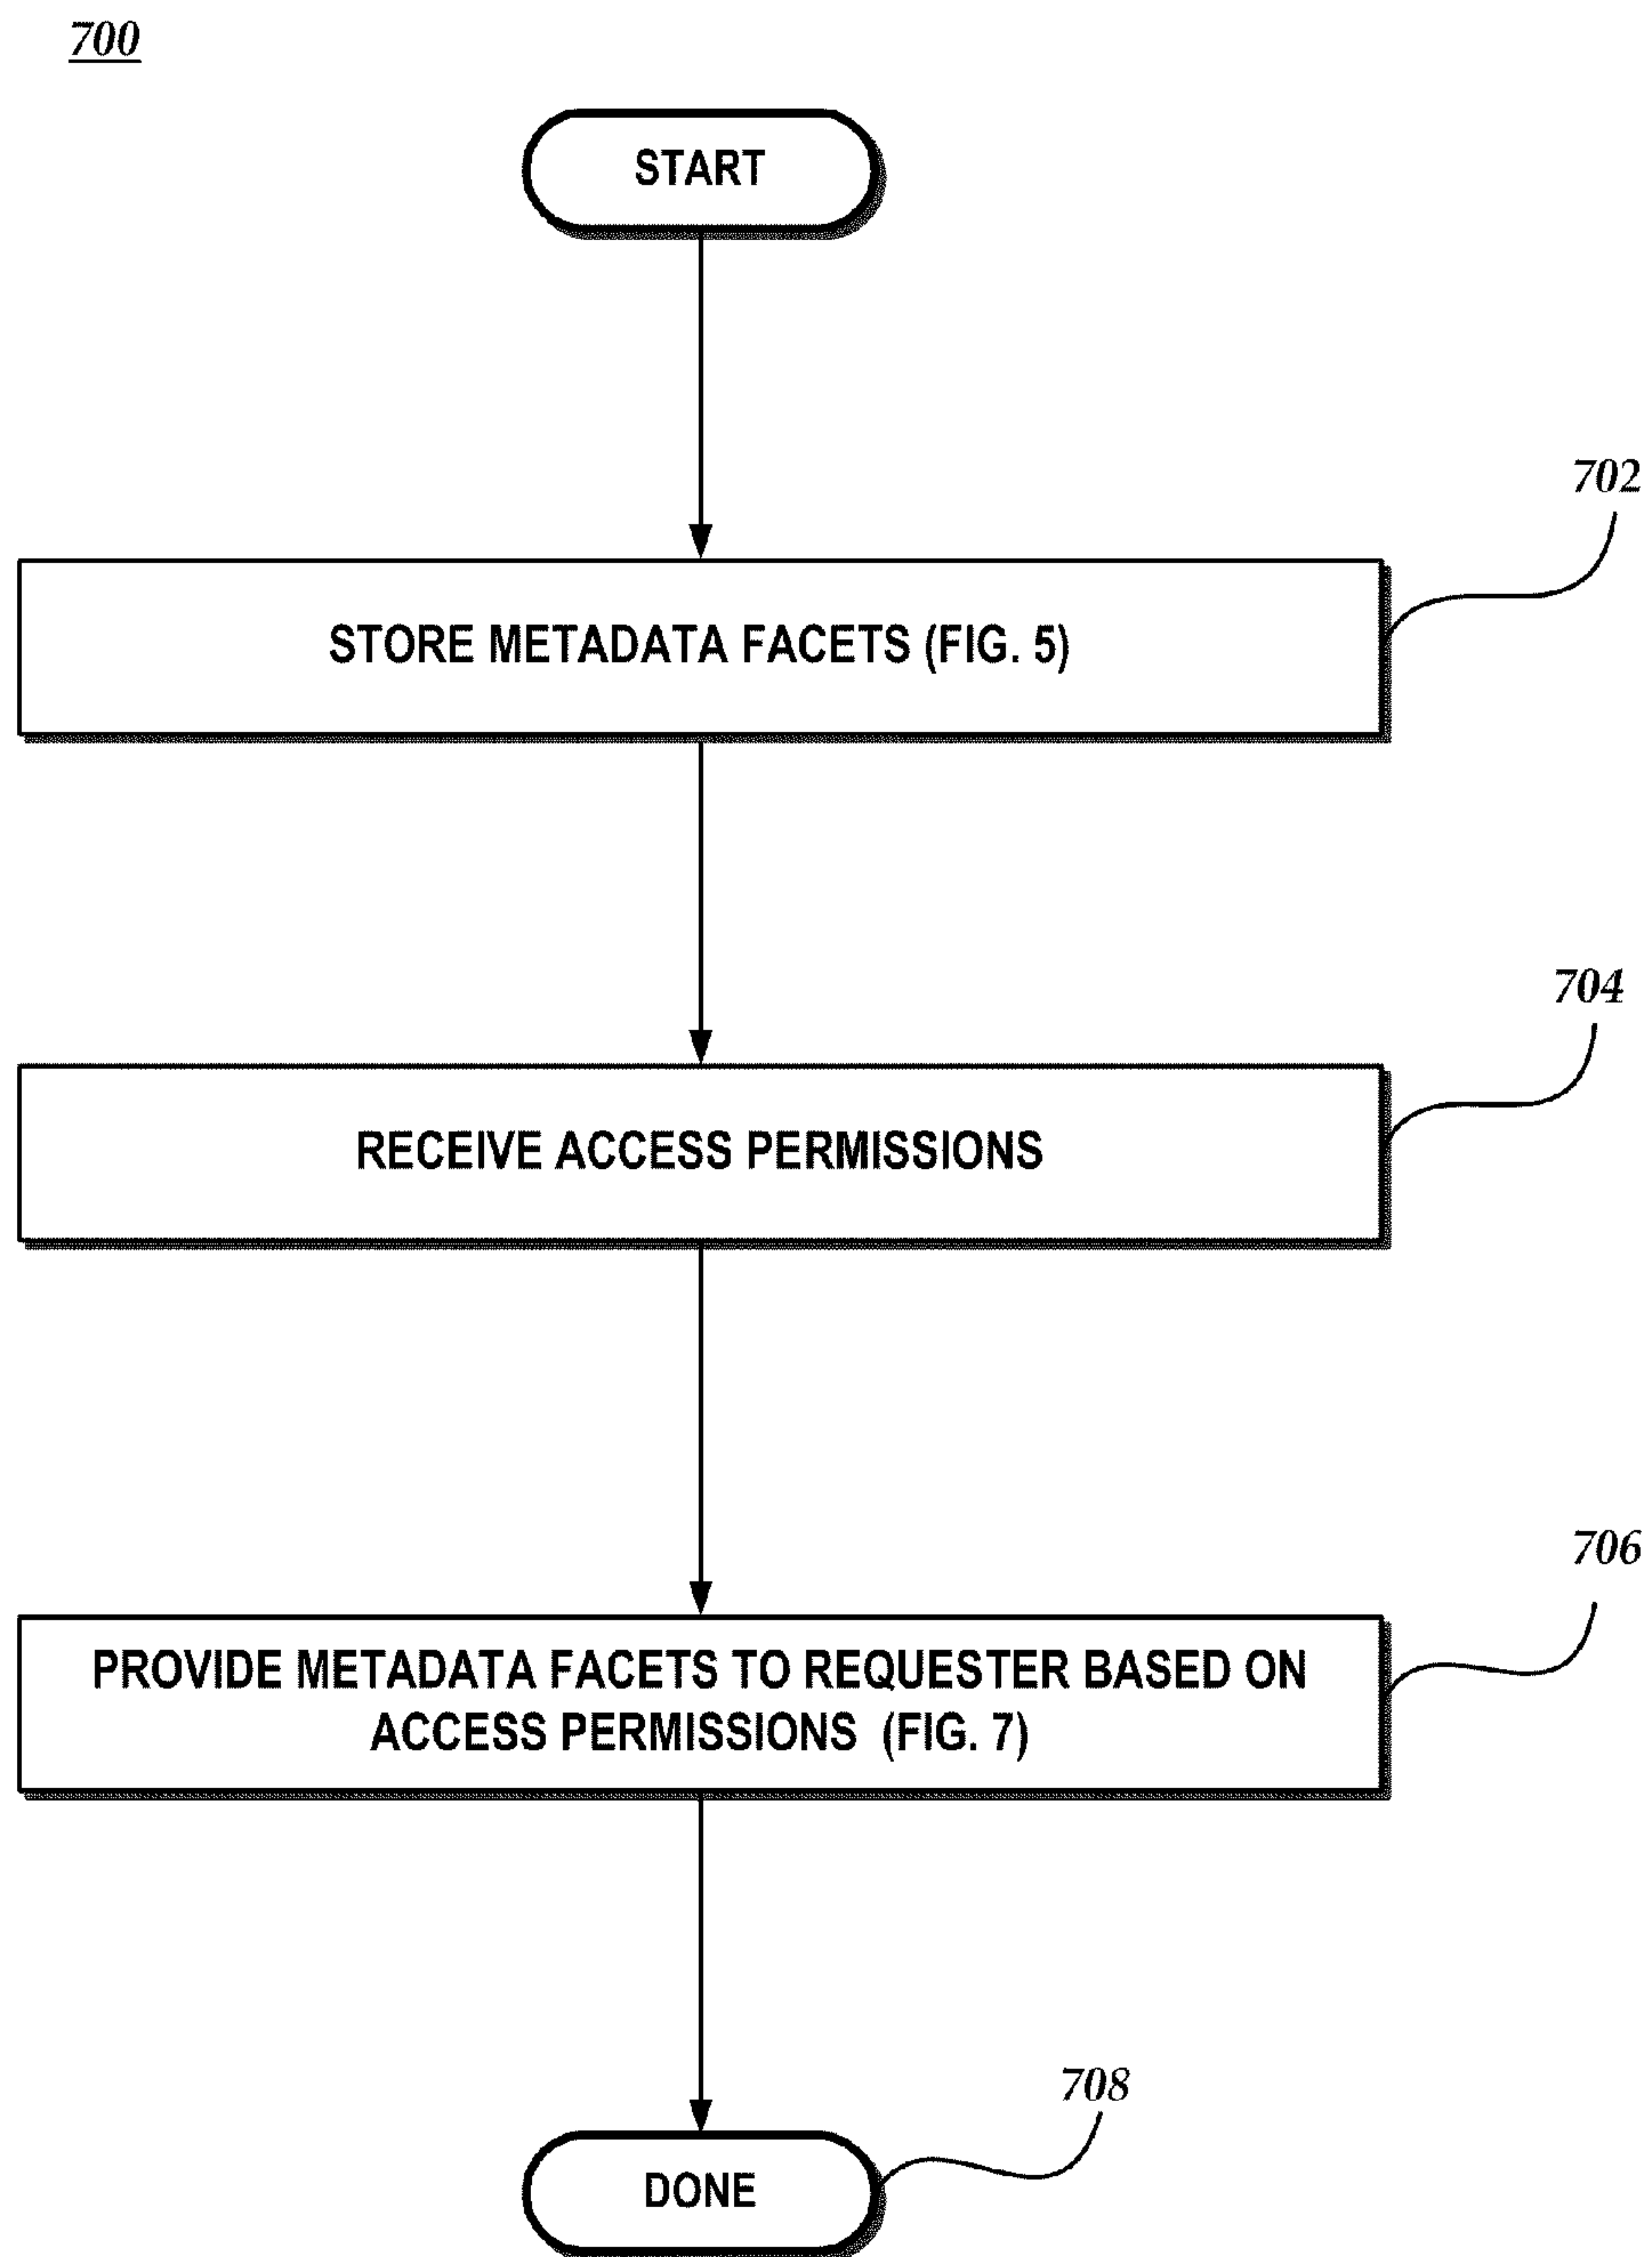 700
START
702
STORE METADATA FACETS (FIG. 5)
704
RECEIVE ACCESS PERMISSIONS
706
PROVIDE METADATA FACETS TO REQUESTER BASED ON
ACCESS PERMISSIONS (FIG. 7)
708
DONE